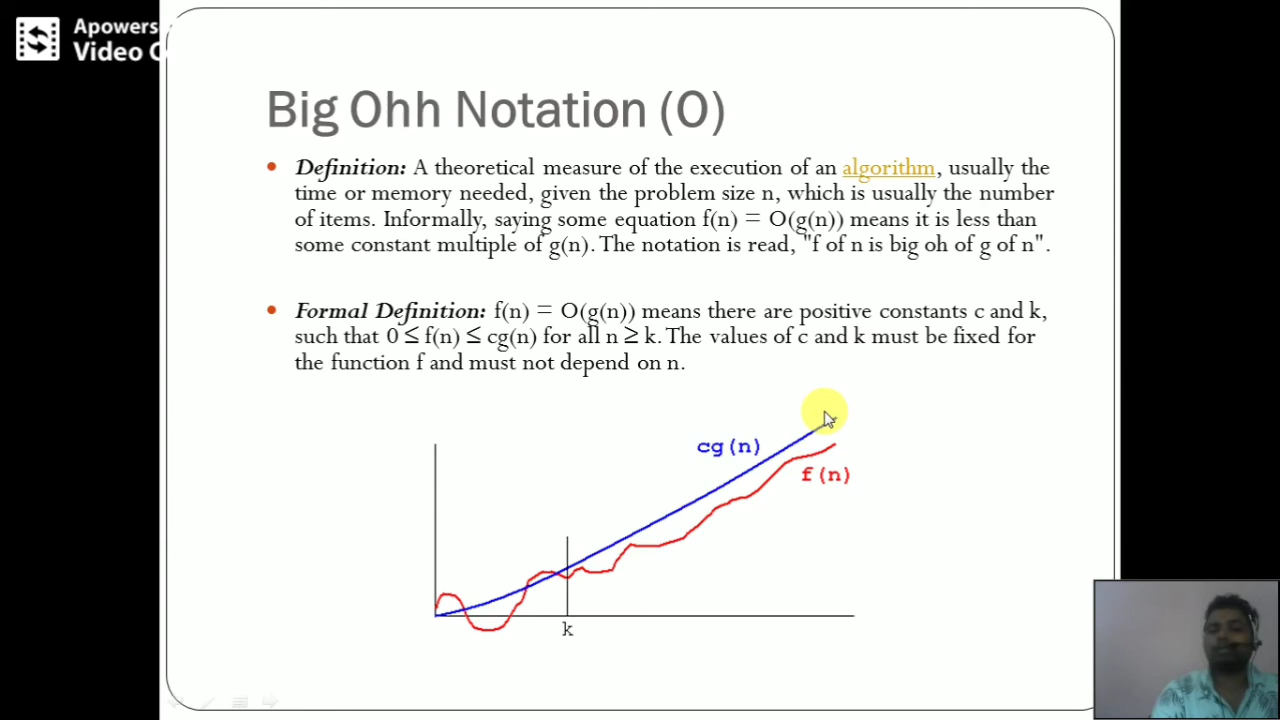 Apowers
Video C
Big Ohh Notation (O)
Definition: A theoretical measure of the execution of an algorithm, usually the
time or memory needed, given the problem size n, which is usually the number
of items. Informally, saying some equation f(n) = O(g(n)) means it is less than
some constant multiple of g(n). The notation is read, "f of n is big oh of g of n".
Formal Definition: f(n) = O(g(n)) means there are positive constants c and k,
such that 0 ≤ f(n) ≤ cg(n) for all n ≥ k. The values of c and k must be fixed for
the function f and must not depend on n.
cg(n)
f(n)
k